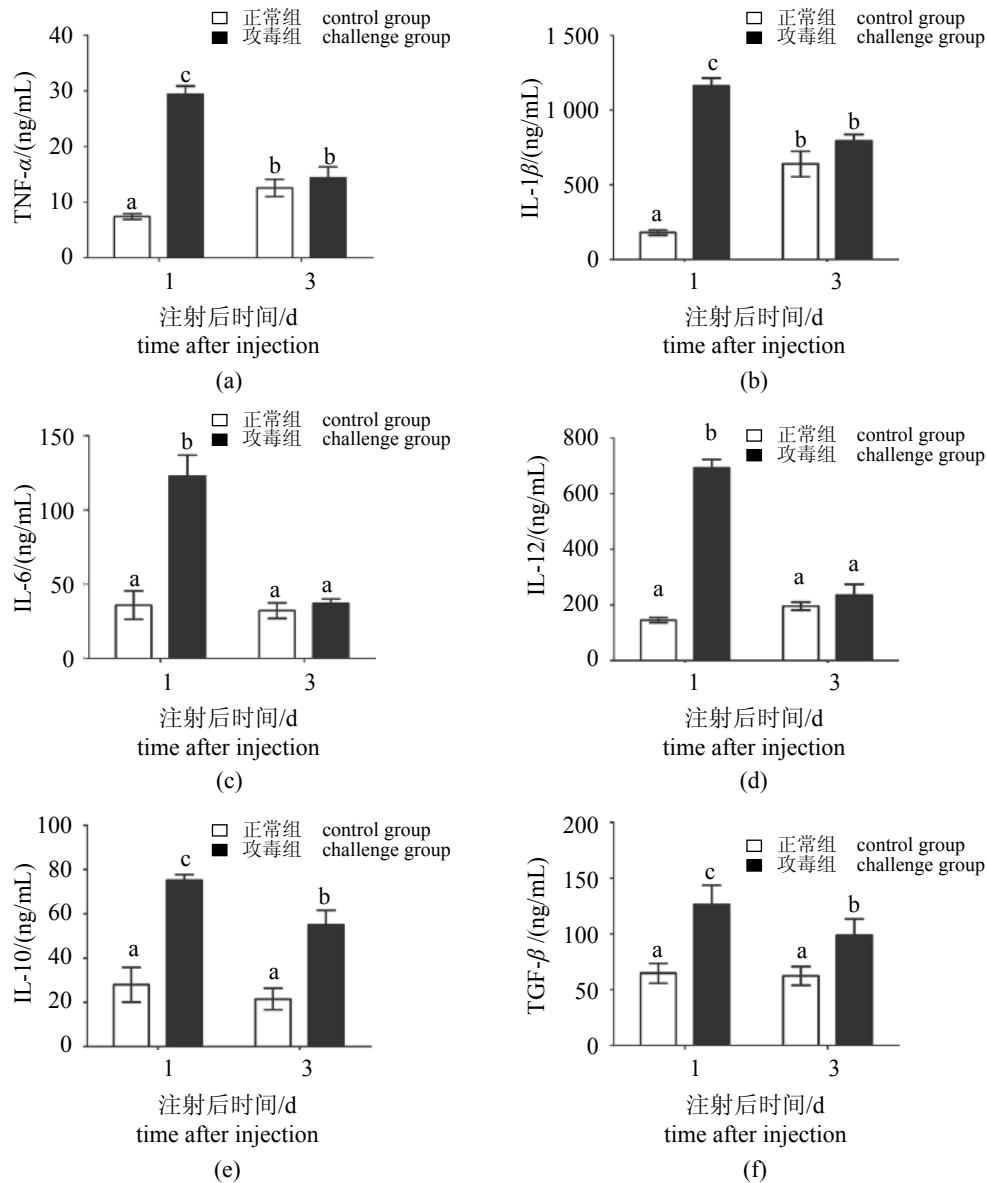 正常组 control group
攻毒组 challenge group
TNF-α/(ng/mL)
40
30
20
10
0
a
c
b
b
1
3
注射后时间/d
time after injection
(a)
正常组 control group
攻毒组 challenge group
IL-1β/(ng/mL)
1 500
1 000
500
0
a
c
b
b
1
3
注射后时间/d
time after injection
(b)
正常组 control group
攻毒组 challenge group
IL-6/(ng/mL)
150
100
50
0
a
b
a
a
1
3
注射后时间/d
time after injection
(c)
正常组 control group
攻毒组 challenge group
IL-12/(ng/mL)
800
600
400
200
0
a
b
a
a
1
3
注射后时间/d
time after injection
(d)
正常组 control group
攻毒组 challenge group
IL-10/(ng/mL)
100
80
60
40
20
0
a
c
a
b
1
3
注射后时间/d
time after injection
(e)
正常组 control group
攻毒组 challenge group
TGF-β /(ng/mL)
200
150
100
50
0
a
c
a
b
1
3
注射后时间/d
time after injection
(f)